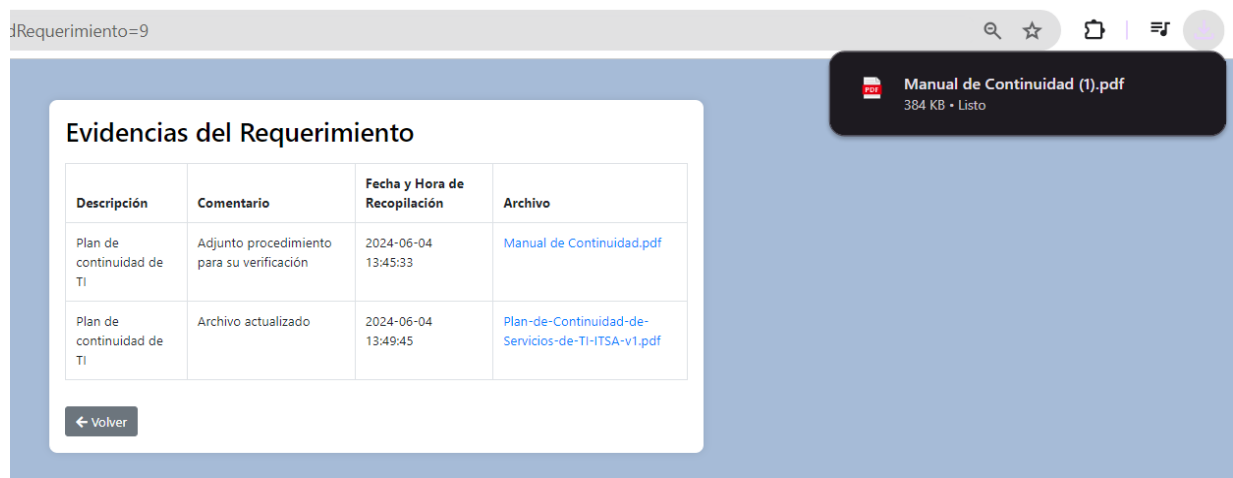 dRequerimiento=9
Manual de Continuidad (1).pdf
384 KB • Listo
PDF
Evidencias del Requerimiento
Descripción
Comentario
Fecha y Hora de
Recopilación
Archivo
Plan de
continuidad de
TI
Adjunto procedimiento
para su verificación
2024-06-04
13:45:33
Manual de Continuidad.pdf
Plan de
continuidad de
TI
Archivo actualizado
2024-06-04
13:49:45
Plan-de-Continuidad-de-
Servicios-de-TI-ITSA-v1.pdf
Volver